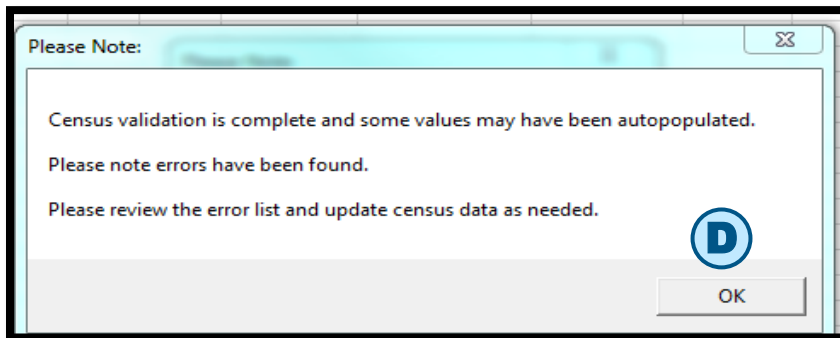 Please Note:
Census validation is complete and some values may have been autopopulated.
Please note errors have been found.
Please review the error list and update census data as needed.
D
OK